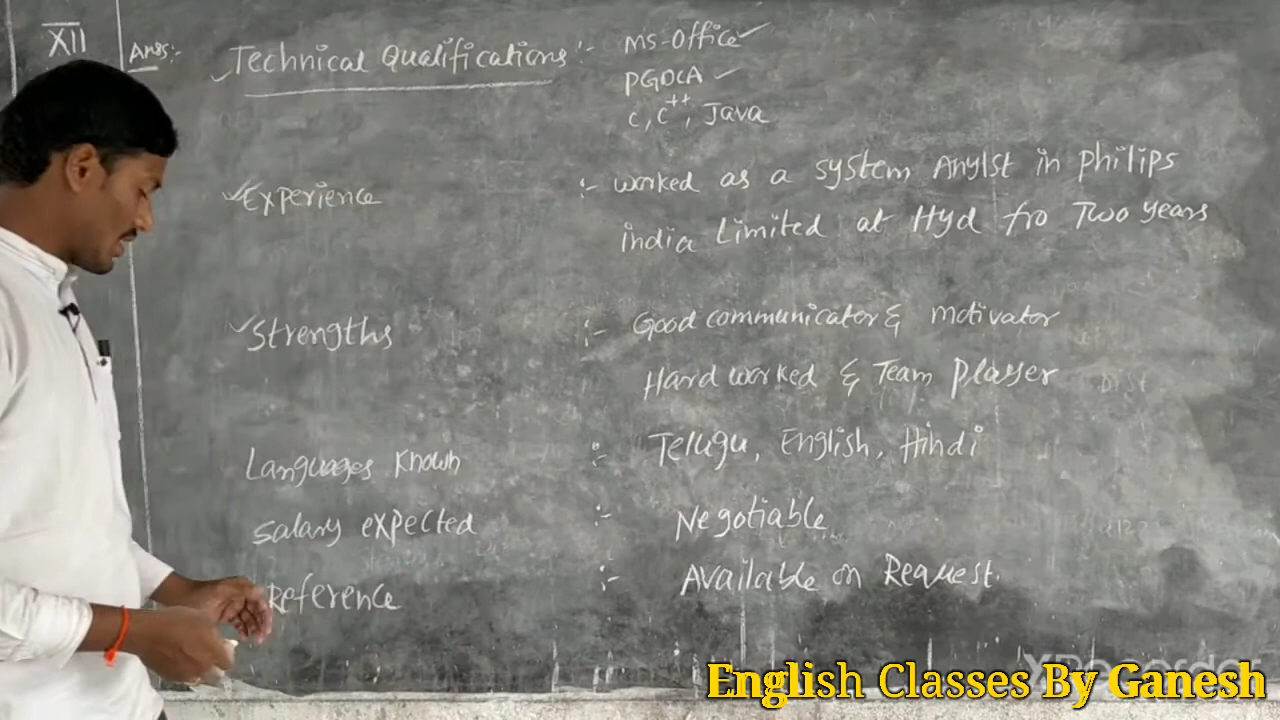 XII
Ans:-
Technical Qualifications :- MS-Office
PGDCA
C, C++, Java
Experience :- worked as a system Anylst in philips
india Limited at Hyd fro Two years
Strengths :- Good communicator & motivator
Hard worked & Team Player
Languages Known :- Telugu, English, Hindi
Salary expected :- Negotiable
Reference :- Available on Request.
English Classes By Ganesh